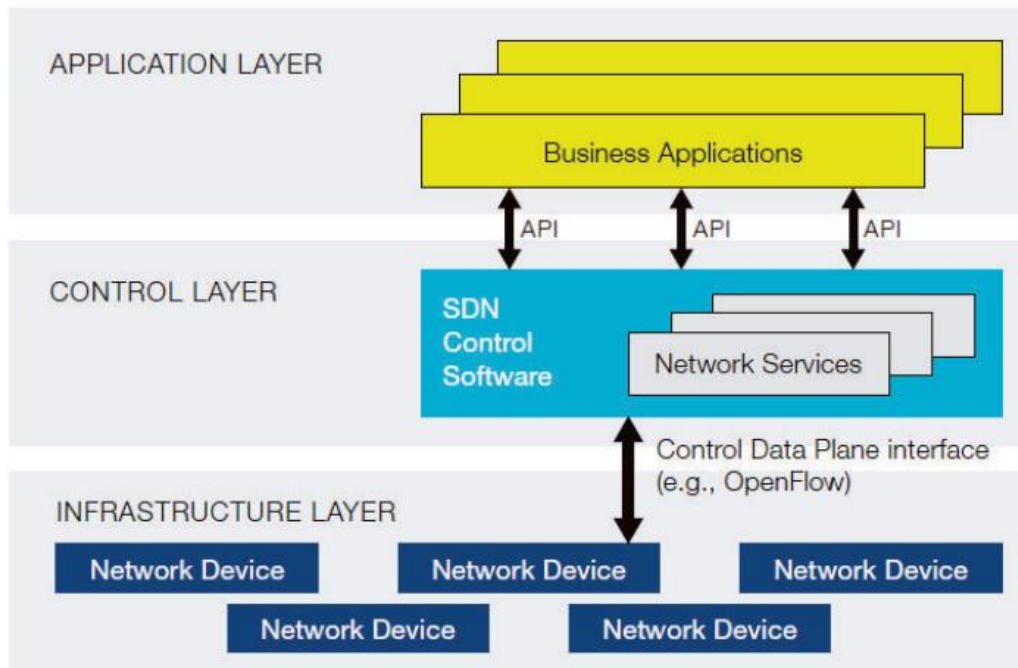 APPLICATION LAYER
Business Applications
API API API
CONTROL LAYER
SDN
Control
Software
Network Services
Control Data Plane interface
(e.g., OpenFlow)
INFRASTRUCTURE LAYER
Network Device Network Device Network Device
Network Device Network Device